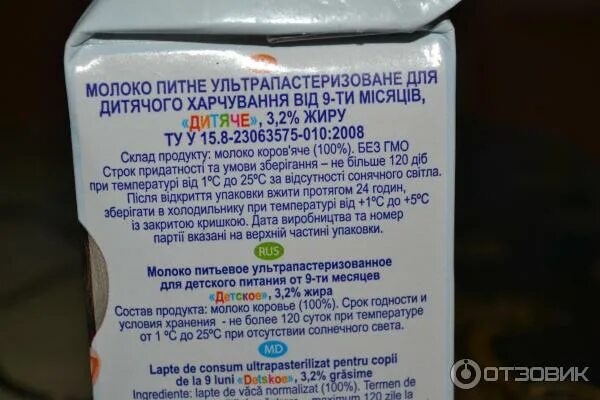 МОЛОКО ПИТНЕ УЛЬТРАПАСТЕРИЗОВАНЕ ДЛЯ
ДИТЯЧОГО ХАРЧУВАННЯ ВІД 9-ТИ МІСЯЦІВ,
«ДИТЯЧЕ», 3,2% ЖИРУ
ТУ У 15.8-23063575-010:2008
Склад продукту: молоко коров'яче (100%). БЕЗ ГМО
Строк придатності та умови зберігання – не більше 120 діб
при температурі від 1°С до 25°С за відсутності сонячного світла.
Після відкриття упаковки вжити протягом 24 годин,
зберігати в холодильнику при температурі від +1°С до +5°С
із закритою кришкою. Дата виробництва та номер
партії вказані на верхній частині упаковки.
RUS
Молоко питьевое ультрапастеризованное
для детского питания от 9-ти месяцев
«Детское», 3,2% жира
Состав продукта: молоко коровье (100%). Срок годности и
условия хранения - не более 120 суток при температуре
от 1 °С до 25°С при отсутствии солнечного света.
MD
Lapte de consum ultrapasterilizat pentru copii
de la 9 luni «Detskoe», 3,2% grăsime
Ingrediente: lapte de vacă normalizat (100%). Termen de
maximum 120 zile la
ОТЗОВИК